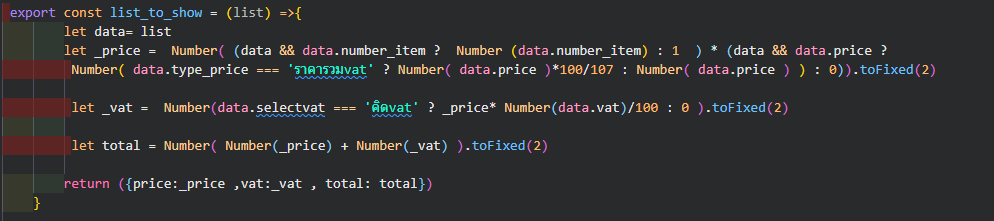 export const list_to_show = (list) =>{
let data= list
let _price = Number( (data && data.number_item ? Number (data.number_item) : 1 ) * (data && data.price ?
Number( data.type_price === 'ราคารวมvat' ? Number( data.price )*100/107 : Number( data.price ) ) : 0)).toFixed(2)
let _vat = Number(data.selectvat === 'คิดvat' ? _price* Number(data.vat)/100 : 0 ).toFixed(2)
let total = Number( Number(_price) + Number(_vat) ).toFixed(2)
return ({price:_price ,vat:_vat , total: total})
}